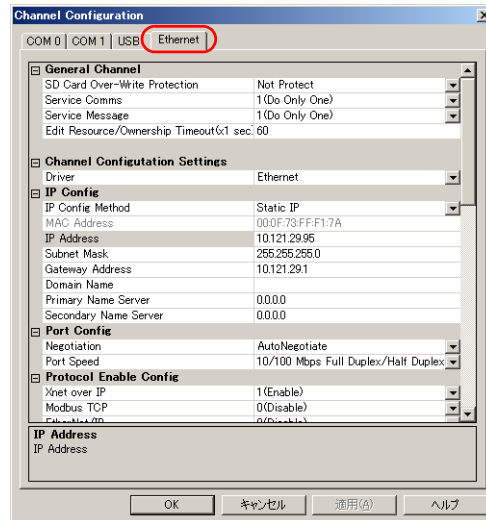 Channel Configuration
COM 0 COM 1 USB Ethernet
General Channel
SD Card Over-Write Protection Not Protect
Service Comms 1(Do Only One)
Service Message 1(Do Only One)
Edit Resource/Ownership Timeout(x1 sec. 60
Channel Configutation Settings
Driver Ethernet
IP Config
IP Config Method Static IP
MAC Address 00:0F:73:FF:F1:7A
IP Address 10.121.29.95
Subnet Mask 255.255.255.0
Gateway Address 10.121.29.1
Domain Name
Primary Name Server 0.0.0.0
Secondary Name Server 0.0.0.0
Port Config
Negotiation AutoNegotiate
Port Speed 10/100 Mbps Full Duplex/Half Duplex
Protocol Enable Config
Xnet over IP 1(Enable)
Modbus TCP 0(Disable)
EtherNet/IP 0(Disable)
IP Address
IP Address
OK キャンセル 適用(A) ヘルプ